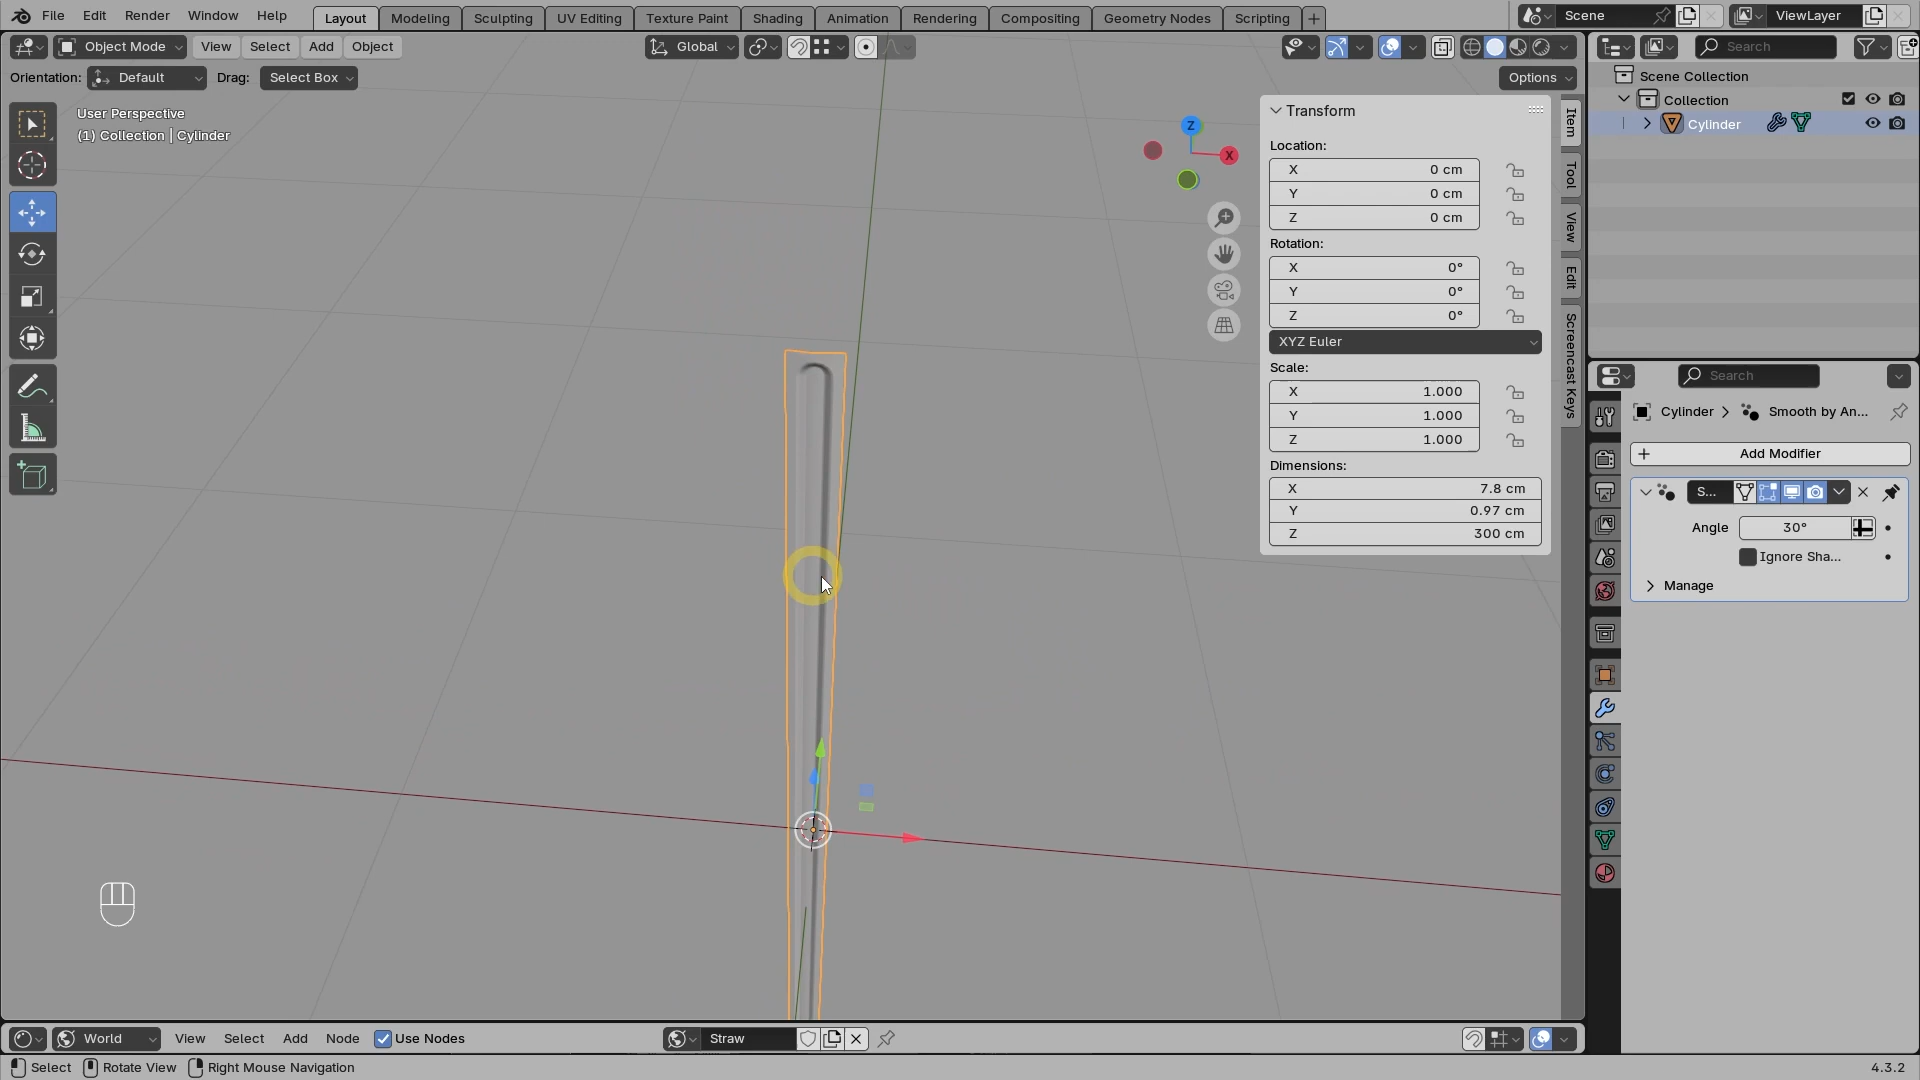 File Edit Render Window Help Layout Modeling Sculpting UV Editing Texture Paint Shading Animation Rendering Compositing Geometry Nodes Scripting + Scene ViewLayer
Object Mode View Select Add Object Global Search
Orientation: Default Drag: Select Box Options
User Perspective
(1) Collection | Cylinder
Z
X
Transform
Location:
X 0 cm
Y 0 cm
Z 0 cm
Rotation:
X 0°
Y 0°
Z 0°
XYZ Euler
Scale:
X 1.000
Y 1.000
Z 1.000
Dimensions:
X 7.8 cm
Y 0.97 cm
Z 300 cm
Item
Tool
View
Edit
Screencast Keys
Scene Collection
Collection
Cylinder
Search
Cylinder Smooth by An...
Add Modifier
S...
Angle 30°
Ignore Sha...
Manage
World View Select Add Node Use Nodes Straw
Select Rotate View Right Mouse Navigation 4.3.2